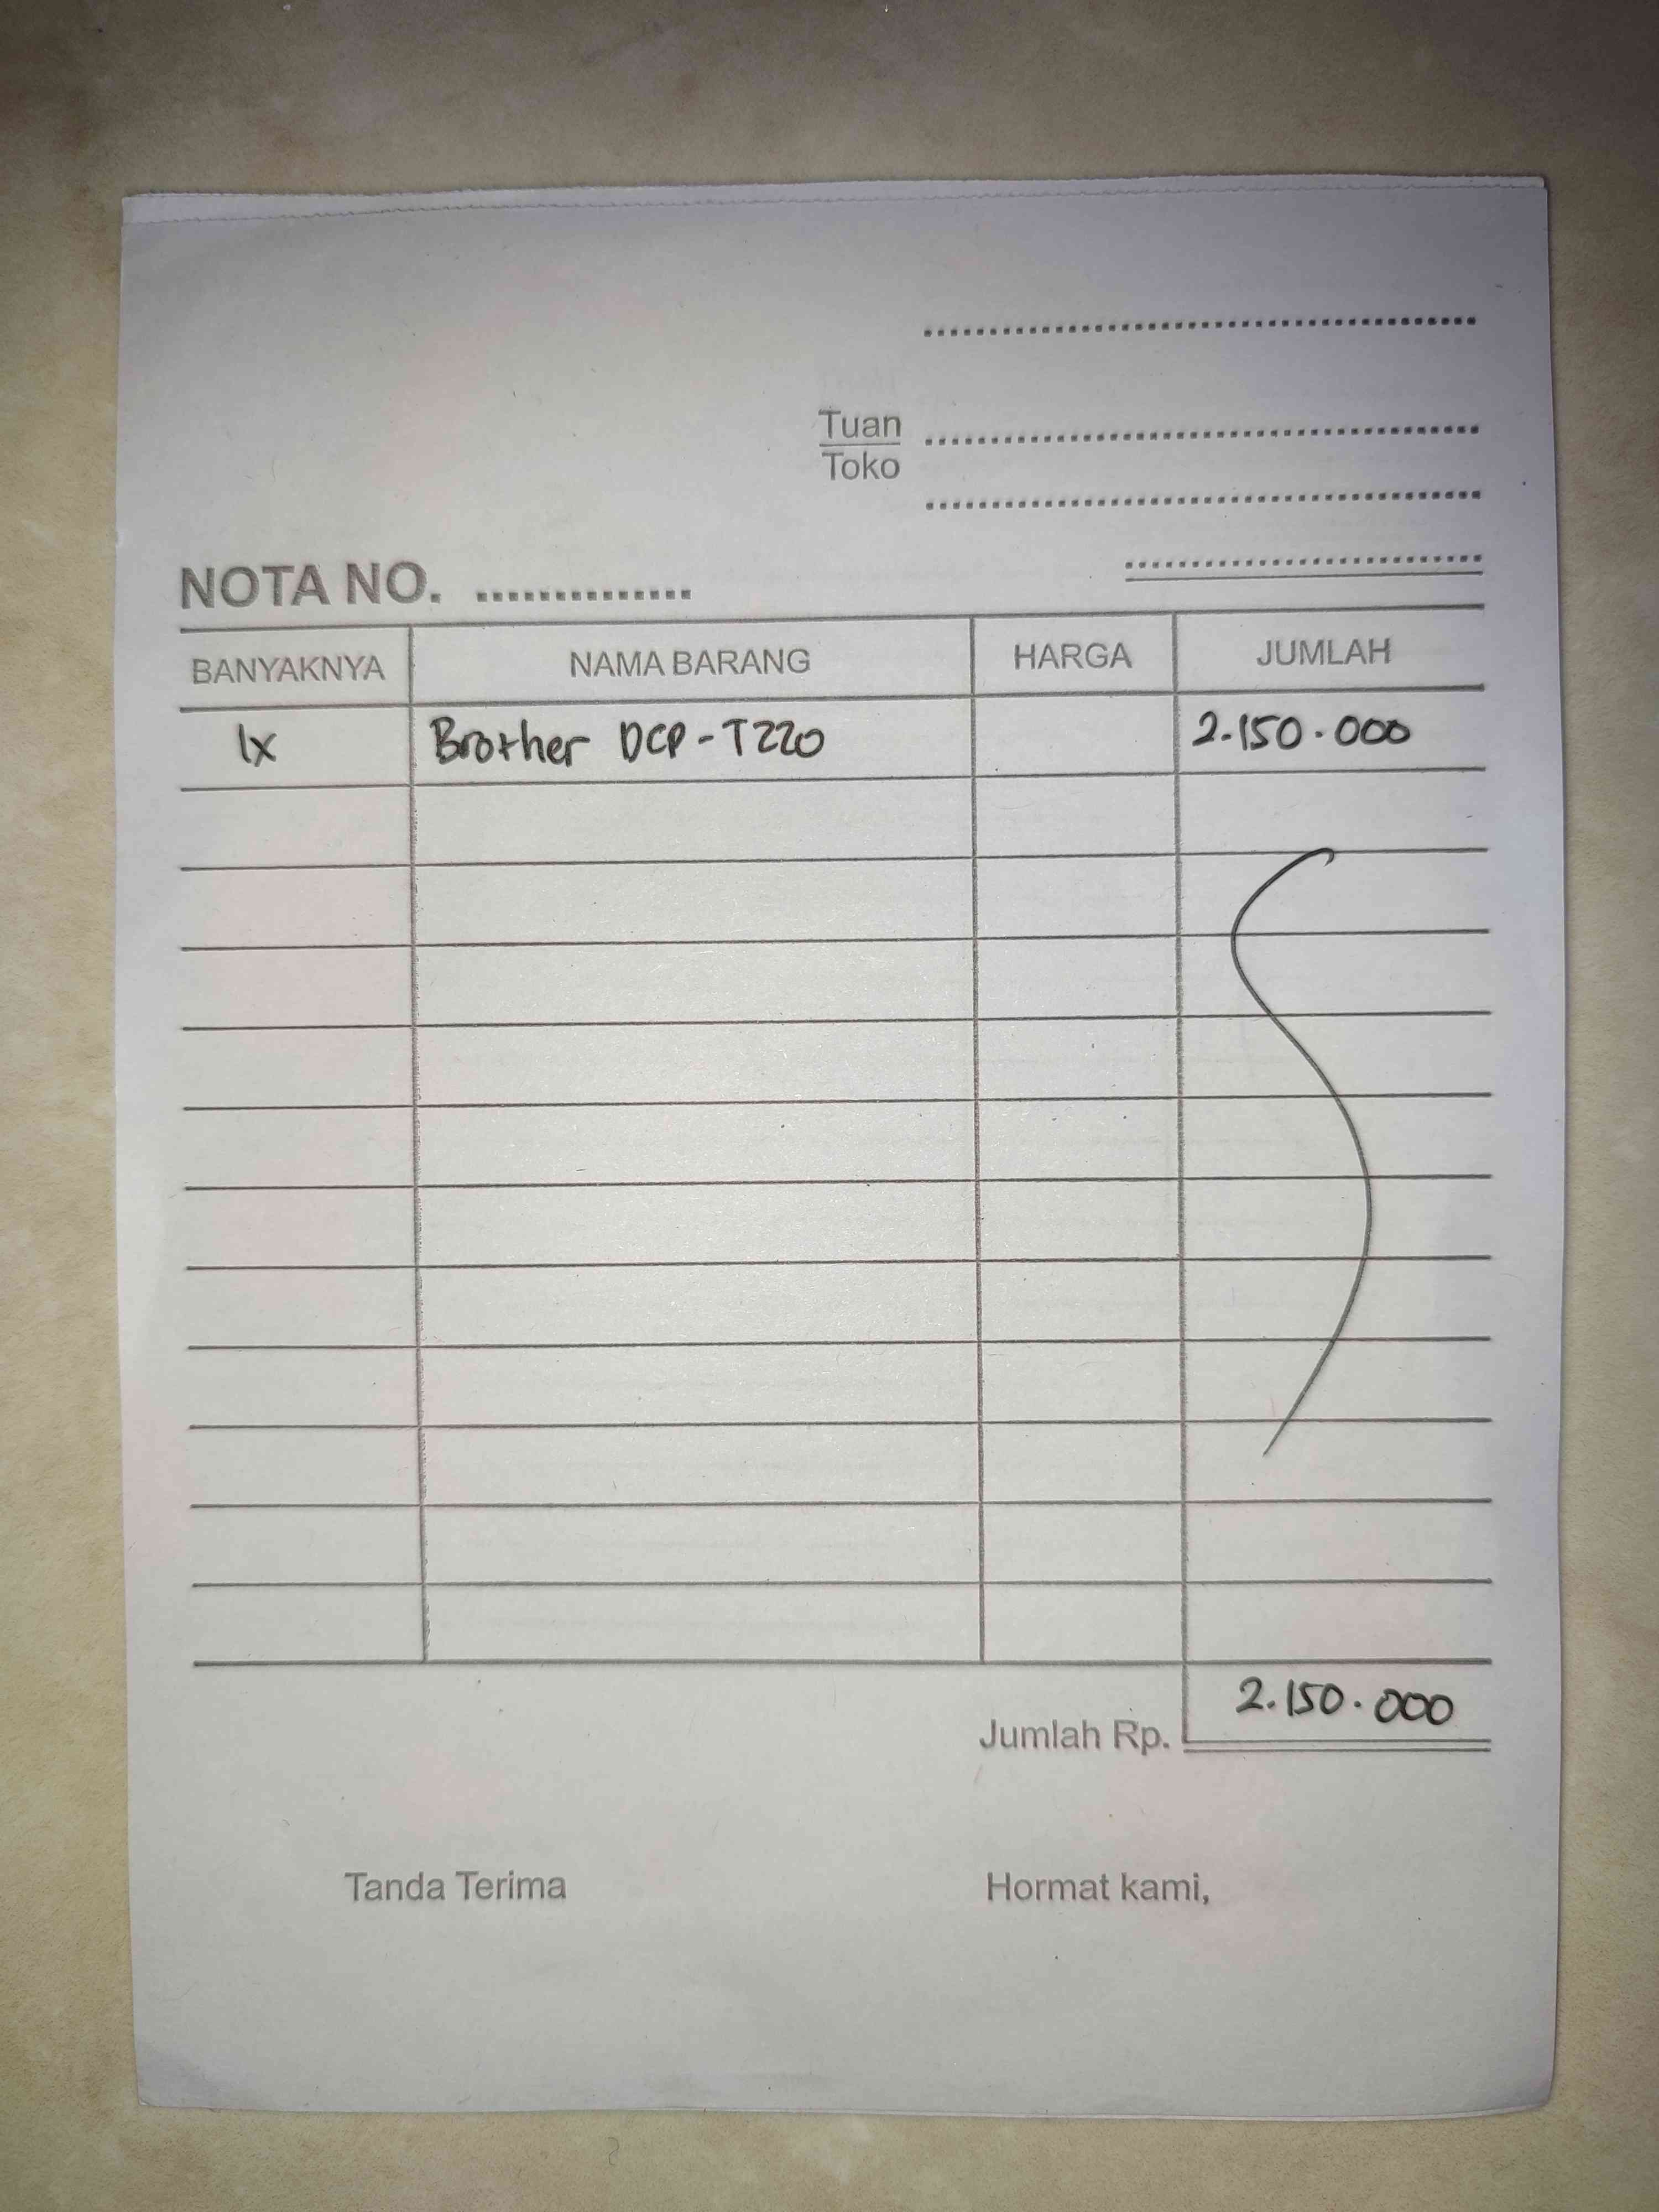 Tuan
Toko
NOTA NO. ..............
BANYAKNYA NAMA BARANG HARGA JUMLAH
1x Brother DCP-T220 2.150.000
Jumlah Rp. 2.150.000
Tanda Terima Hormat kami,